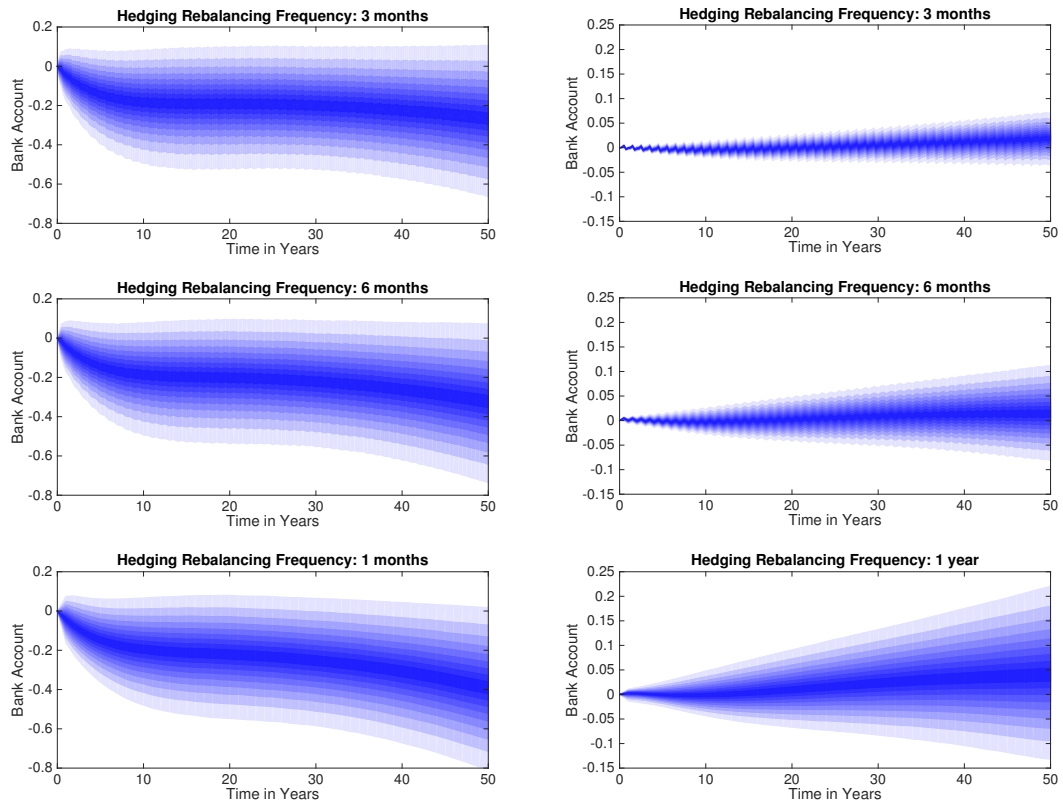 Hedging Rebalancing Frequency: 3 months
0.2
0
-0.2
-0.4
-0.6
-0.8
Bank Account
0 10 20 30 40 50
Time in Years
Hedging Rebalancing Frequency: 3 months
0.25
0.2
0.15
0.1
0.05
0
-0.05
-0.1
-0.15
Bank Account
0 10 20 30 40 50
Time in Years
Hedging Rebalancing Frequency: 6 months
0.2
0
-0.2
-0.4
-0.6
-0.8
Bank Account
0 10 20 30 40 50
Time in Years
Hedging Rebalancing Frequency: 6 months
0.25
0.2
0.15
0.1
0.05
0
-0.05
-0.1
-0.15
Bank Account
0 10 20 30 40 50
Time in Years
Hedging Rebalancing Frequency: 1 months
0.2
0
-0.2
-0.4
-0.6
-0.8
Bank Account
0 10 20 30 40 50
Time in Years
Hedging Rebalancing Frequency: 1 year
0.25
0.2
0.15
0.1
0.05
0
-0.05
-0.1
-0.15
Bank Account
0 10 20 30 40 50
Time in Years